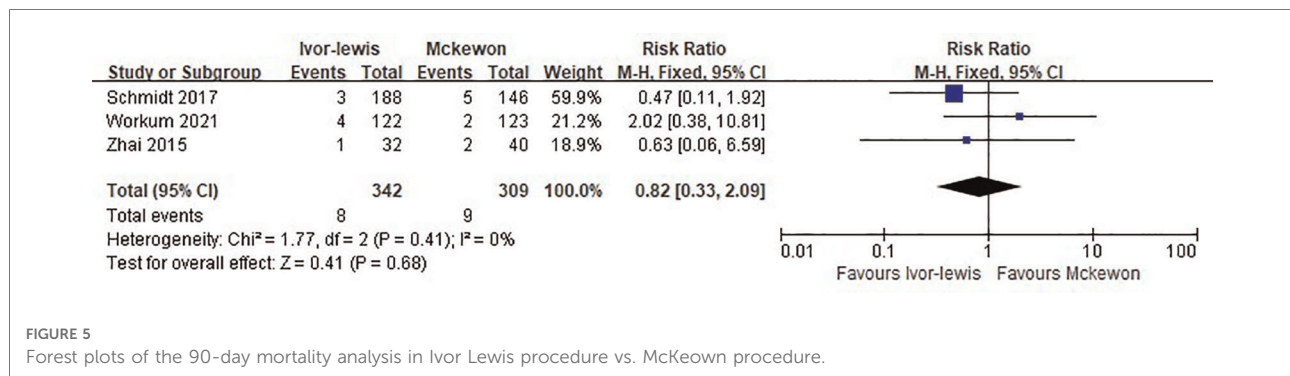 Ivor-lewis Mckewon Risk Ratio Risk Ratio
Study or Subgroup Events Total Events Total Weight M-H, Fixed, 95% CI M-H, Fixed, 95% CI
Schmidt 2017 3 188 5 146 59.9% 0.47 [0.11, 1.92]
Workum 2021 4 122 2 123 21.2% 2.02 [0.38, 10.81]
Zhai 2015 1 32 2 40 18.9% 0.63 [0.06, 6.59]
Total (95% CI) 342 309 100.0% 0.82 [0.33, 2.09]
Total events 8 9
Heterogeneity: Chi² = 1.77, df = 2 (P = 0.41); I² = 0%
Test for overall effect: Z = 0.41 (P = 0.68)
0.01 0.1 1 10 100
Favours Ivor-lewis Favours Mckewon
FIGURE 5
Forest plots of the 90-day mortality analysis in Ivor Lewis procedure vs. McKeown procedure.